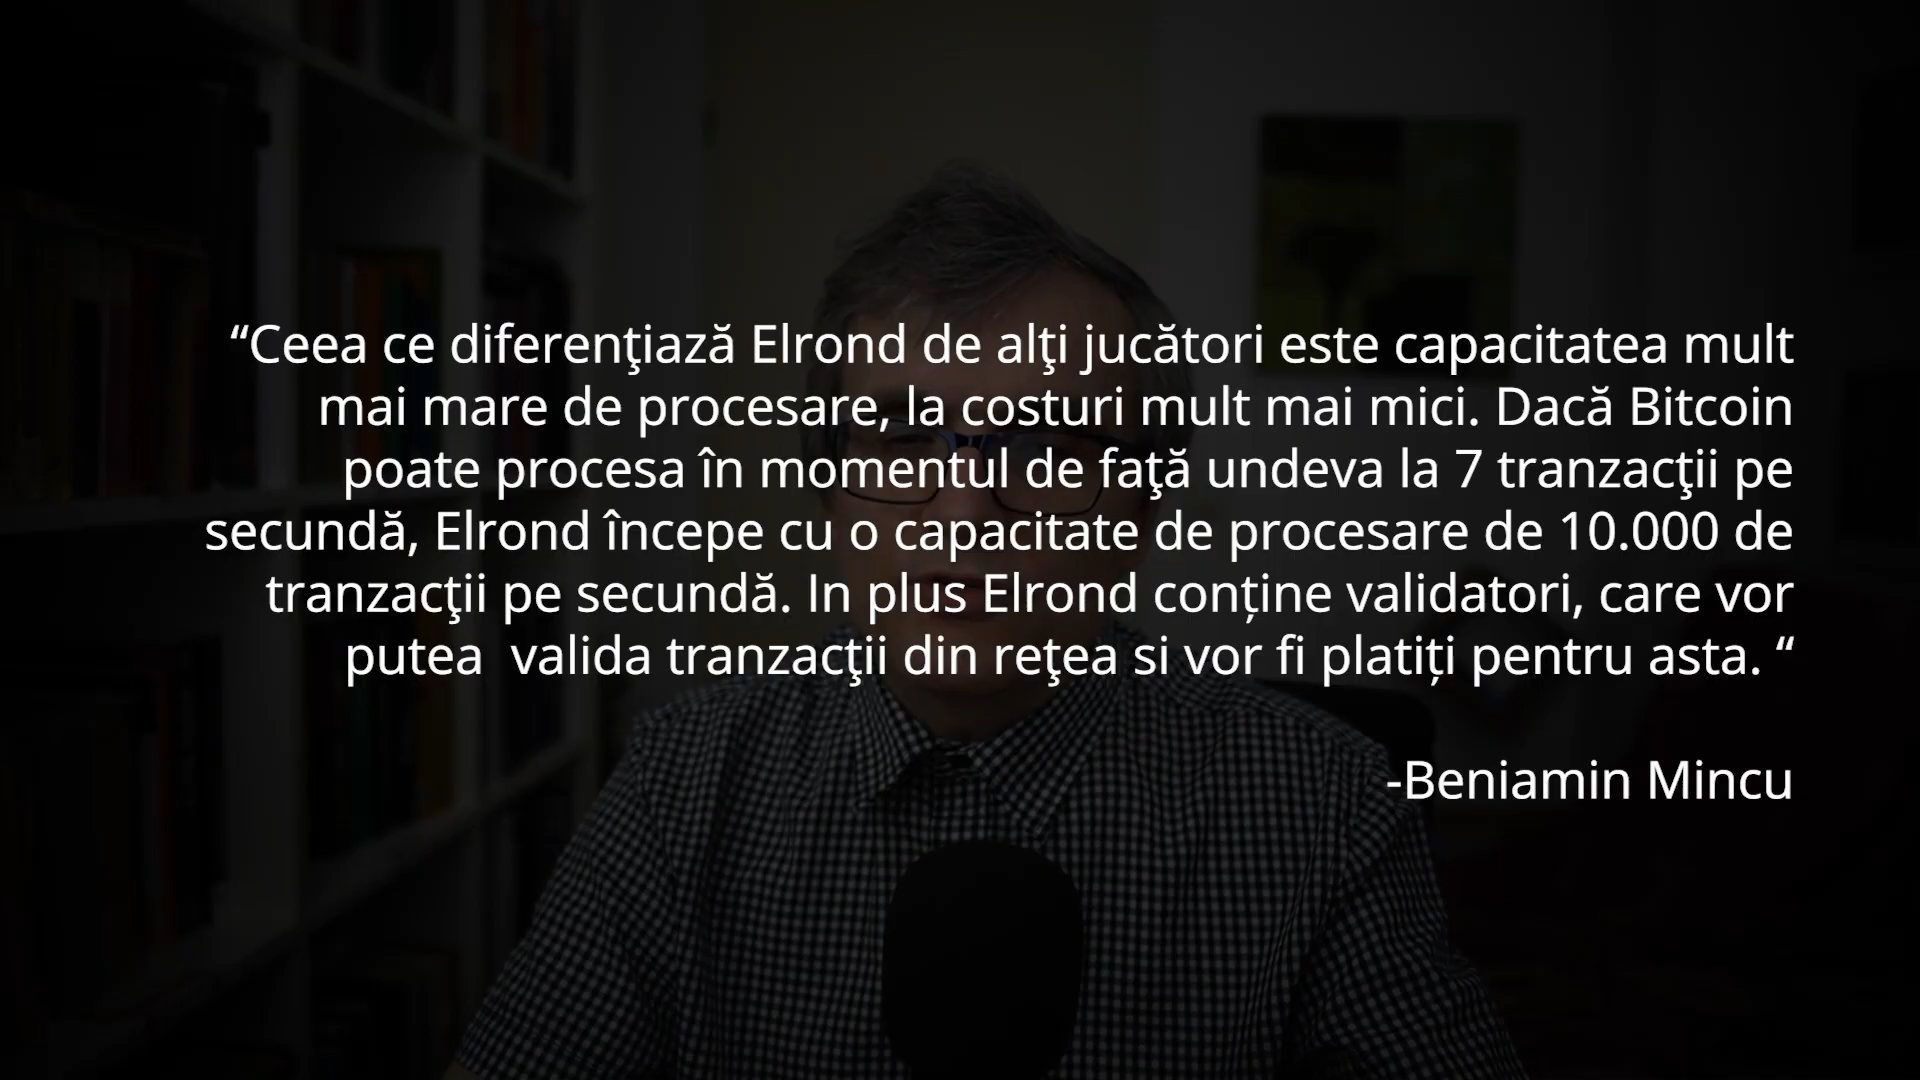 “Ceea ce diferenţiază Elrond de alţi jucători este capacitatea mult
mai mare de procesare, la costuri mult mai mici. Dacă Bitcoin
poate procesa în momentul de faţă undeva la 7 tranzacţii pe
secundă, Elrond începe cu o capacitate de procesare de 10.000 de
tranzacţii pe secundă. In plus Elrond conține validatori, care vor
putea  valida tranzacţii din reţea si vor fi platiți pentru asta. “
-Beniamin Mincu